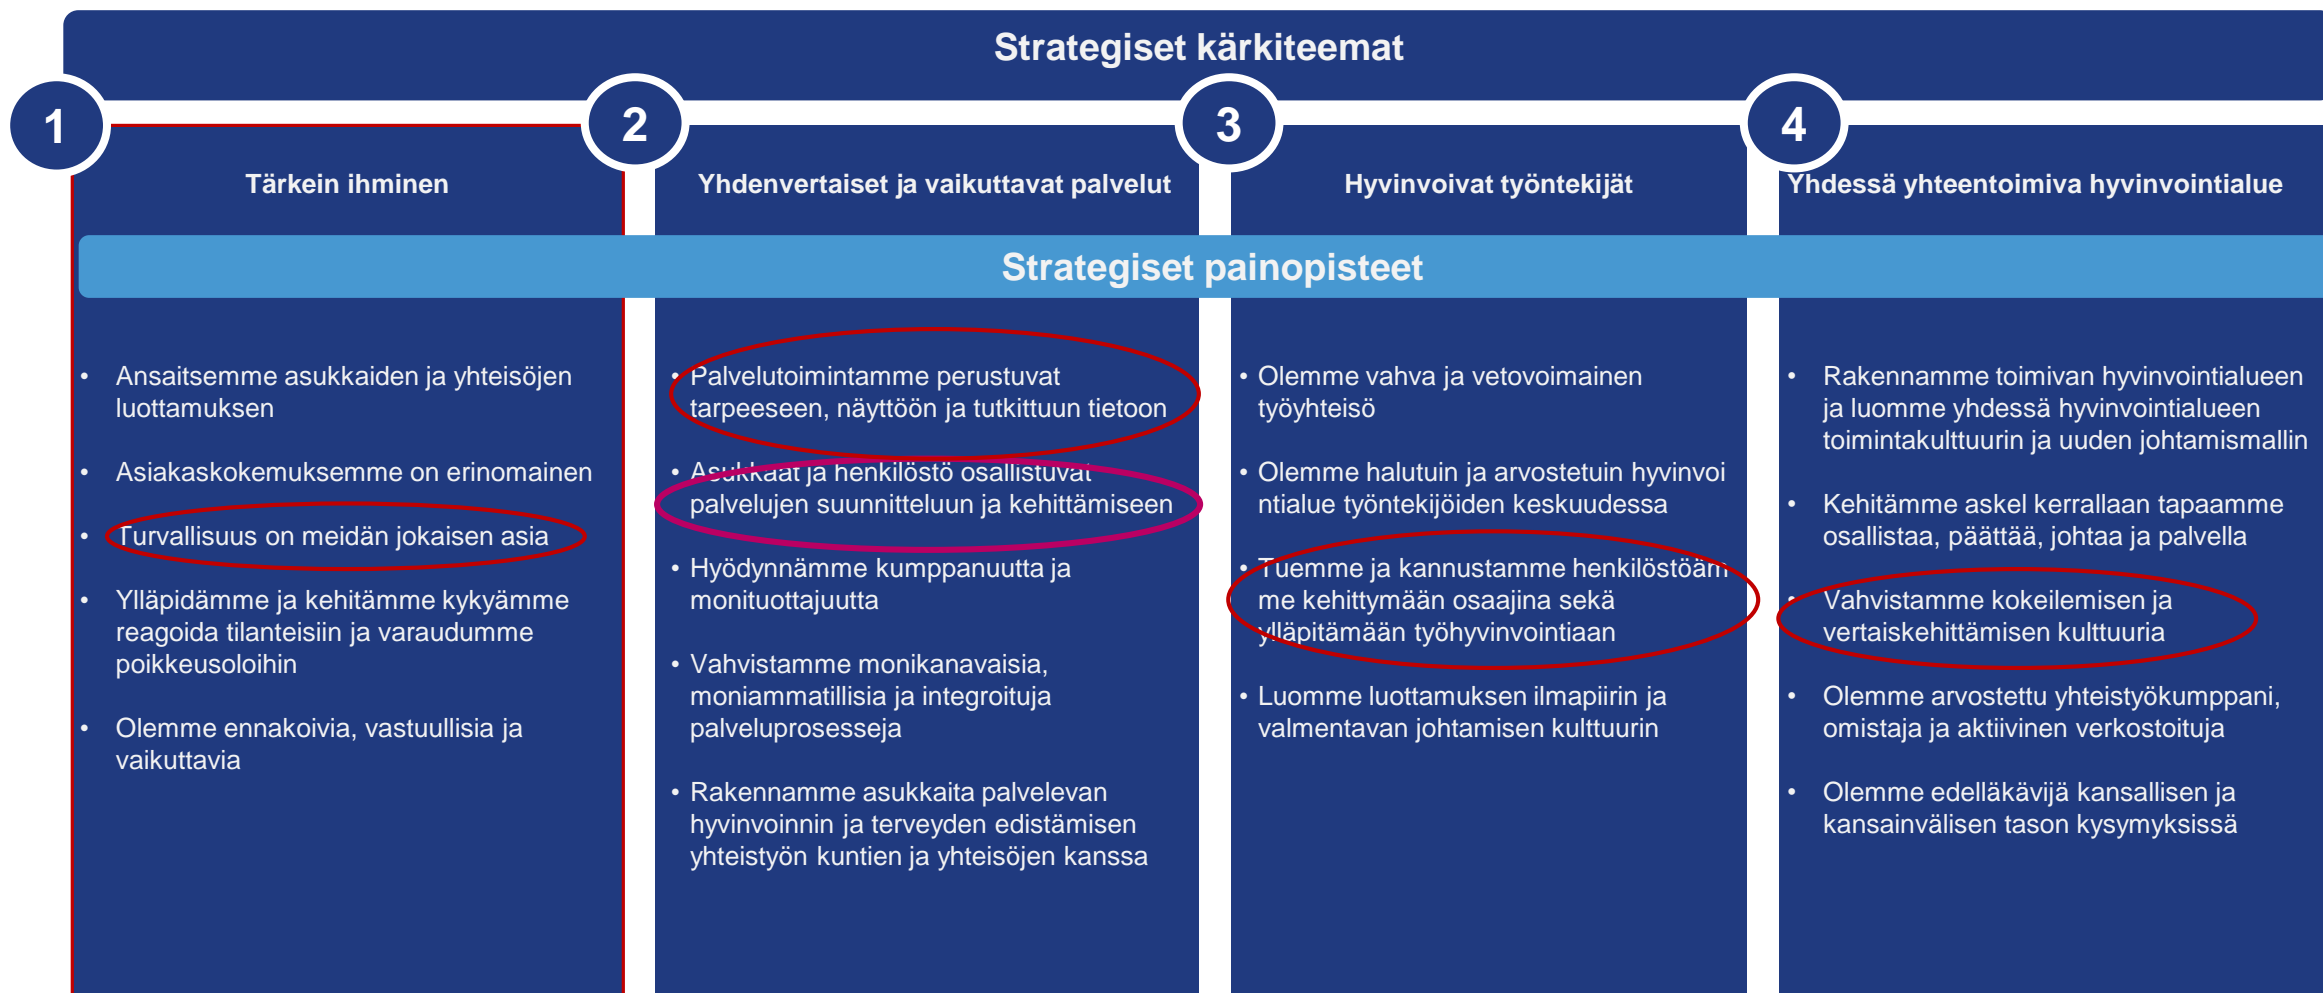 Strategiset kärkiteemat
1
2
3
4
Tärkein ihminen
Yhdenvertaiset ja vaikuttavat palvelut
Hyvinvoivat työntekijät
Yhdessä yhteentoimiva hyvinvointialue
Strategiset painopisteet
• Ansaitsemme asukkaiden ja yhteisöjen
luottamuksen
• Asiakaskokemuksemme on erinomainen
• Turvallisuus on meidän jokaisen asia
• Ylläpidämme ja kehitämme kykyämme
reagoida tilanteisiin ja varaudumme
poikkeusoloihin
• Olemme ennakoivia, vastuullisia ja
vaikuttavia
• Palvelutoimintamme perustuvat
tarpeeseen, näyttöön ja tutkittuun tietoon
• Asukkaat ja henkilöstö osallistuvat
palvelujen suunnitteluun ja kehittämiseen
• Hyödynnämme kumppanuutta ja
monituottajuutta
• Vahvistamme monikanavaisia,
moniammatillisia ja integroituja
palveluprosesseja
• Rakennamme asukkaita palvelevan
hyvinvoinnin ja terveyden edistämisen
yhteistyön kuntien ja yhteisöjen kanssa
• Olemme vahva ja vetovoimainen
työyhteisö
• Olemme halutuin ja arvostetuin hyvinvoi
ntialue työntekijöiden keskuudessa
• Tuemme ja kannustamme henkilöstöäm
me kehittymään osaajina sekä
ylläpitämään työhyvinvointiaan
• Luomme luottamuksen ilmapiirin ja
valmentavan johtamisen kulttuurin
• Rakennamme toimivan hyvinvointialueen
ja luomme yhdessä hyvinvointialueen
toimintakulttuurin ja uuden johtamismallin
• Kehitämme askel kerrallaan tapaamme
osallistaa, päättää, johtaa ja palvella
• Vahvistamme kokeilemisen ja
vertaiskehittämisen kulttuuria
• Olemme arvostettu yhteistyökumppani,
omistaja ja aktiivinen verkostoituja
• Olemme edelläkävijä kansallisen ja
kansainvälisen tason kysymyksissä